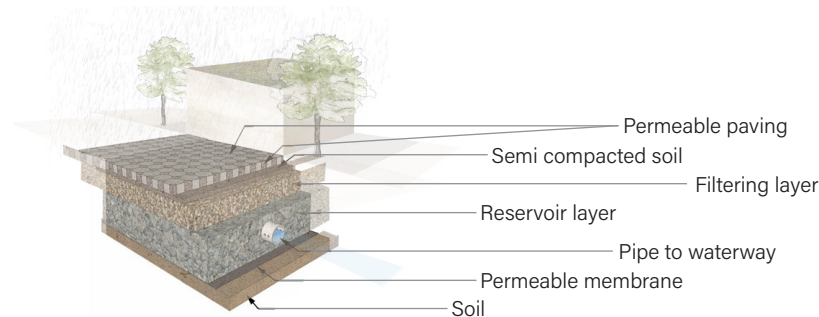 Permeable paving
Semi compacted soil
Filtering layer
Reservoir layer
Pipe to waterway
Permeable membrane
Soil